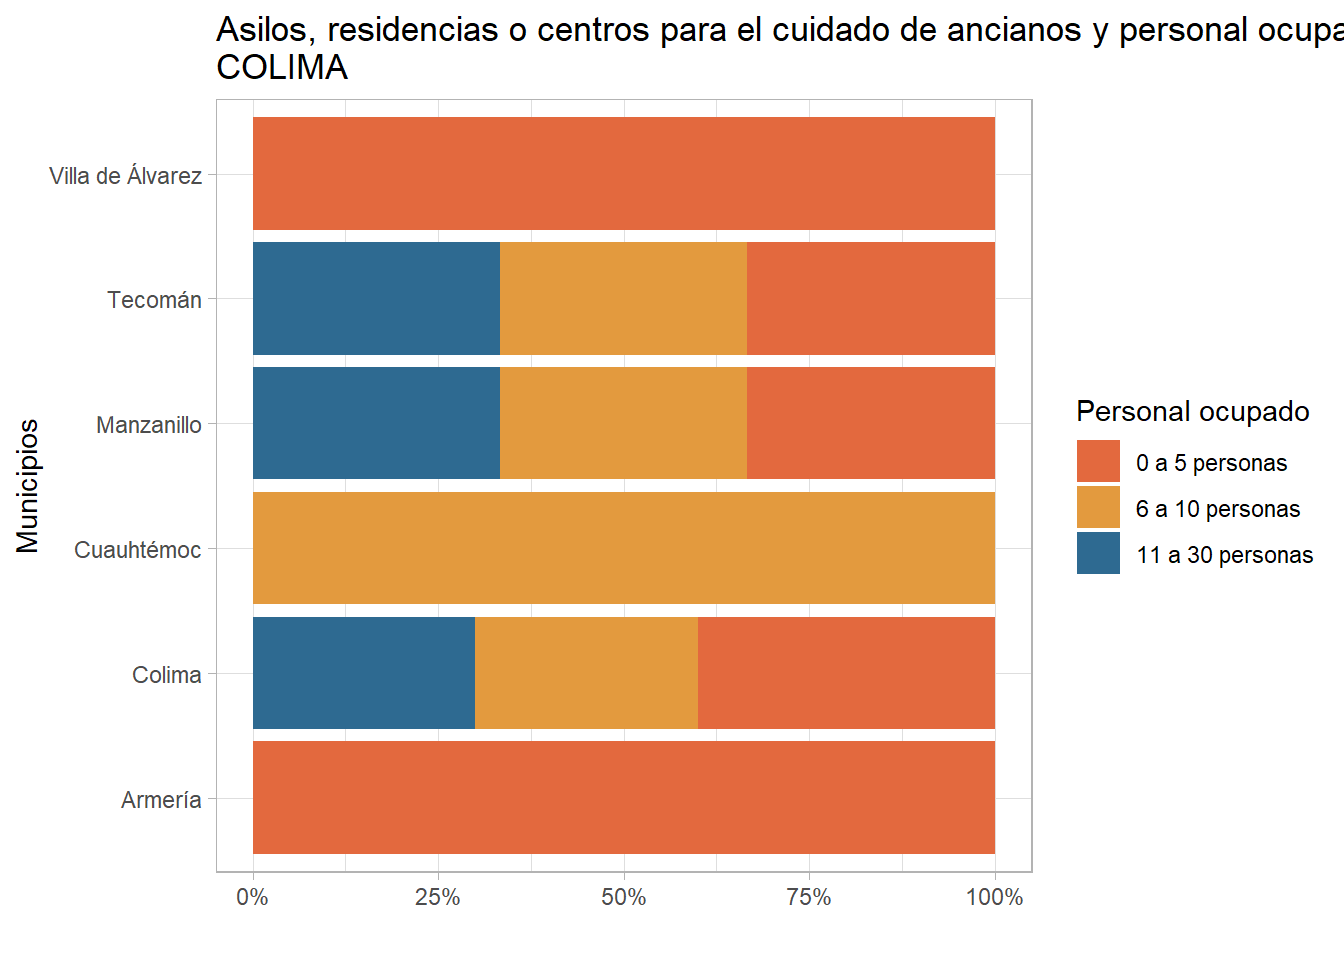 Asilos, residencias o centros para el cuidado de ancianos y personal
COLIMA
Villa de Álvarez
Tecomán
Manzanillo
Cuauhtémoc
Colima
Armería
Municipios
0%
25%
50%
75%
100%
Personal ocupado
0 a 5 personas
6 a 10 personas
11 a 30 personas